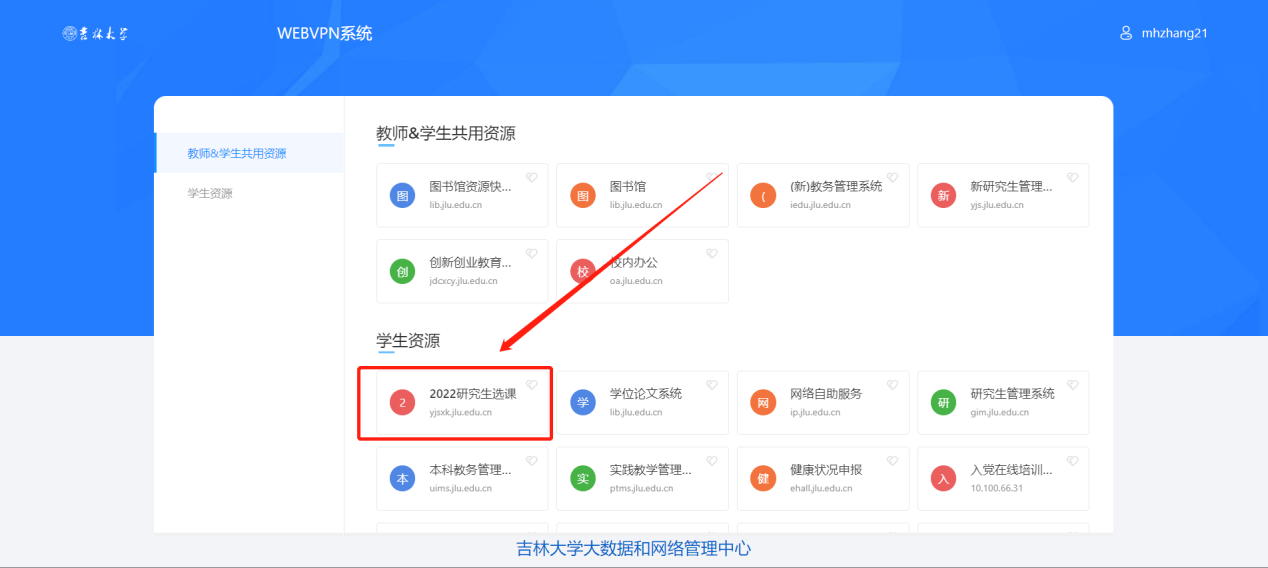 吉林大学
WEBVPN系统
mhzhang21
教师&学生共用资源
学生资源
教师&学生共用资源
图
图书馆资源快...
lib.jlu.edu.cn
图
图书馆
lib.jlu.edu.cn
(
(新)教务管理系统
iedu.jlu.edu.cn
新
新研究生管理...
yjs.jlu.edu.cn
创
创新创业教育...
jdcxcy.jlu.edu.cn
校
校内办公
oa.jlu.edu.cn
学生资源
2
2022研究生选课
yjsxk.jlu.edu.cn
学
学位论文系统
lib.jlu.edu.cn
网
网络自助服务
ip.jlu.edu.cn
研
研究生管理系统
gim.jlu.edu.cn
本
本科教务管理...
uims.jlu.edu.cn
实
实践教学管理...
ptms.jlu.edu.cn
健
健康状况申报
ehall.jlu.edu.cn
入
入党在线培训...
10.100.66.31
吉林大学大数据和网络管理中心